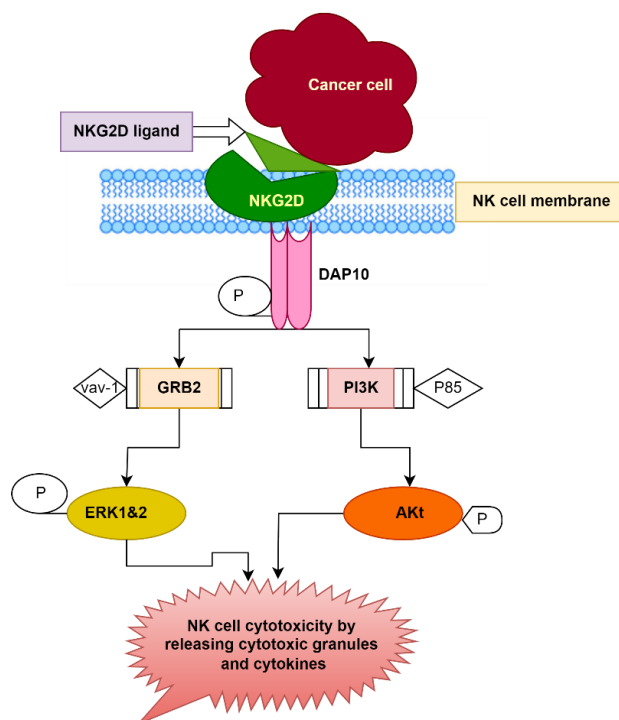 Cancer cell
NKG2D ligand
NKG2D
NK cell membrane
DAP10
P
vav-1
GRB2
PI3K
P85
P
ERK1&2
AKt
P
NK cell cytotoxicity by
releasing cytotoxic granules
and cytokines